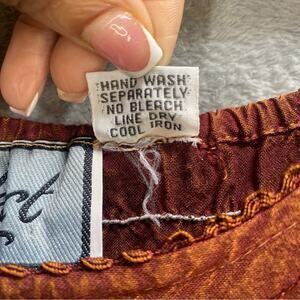 HAND WASH
SEPARATELY
NO BLEACH
LINE DRY
COOL IRON